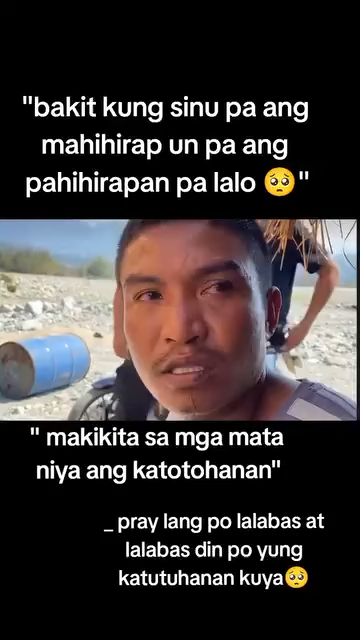 "bakit kung sinu pa ang
mahihirap un pa ang
pahihirapan pa lalo 🥺"
" makikita sa mga mata
niya ang katotohanan"
_ pray lang po lalabas at
lalabas din po yung
katutuhanan kuya🥺